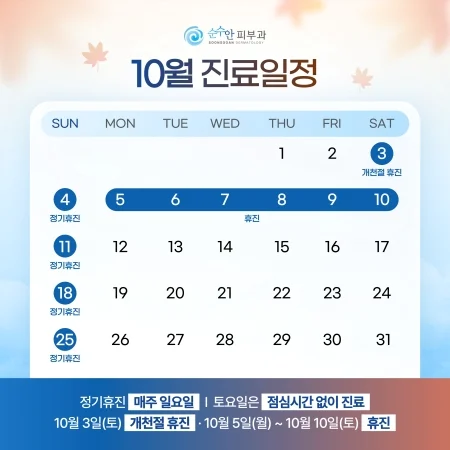 순수안 피부과
SOONSOOAN DERMATOLOGY
10월 진료일정
SUN MON TUE WED THU FRI SAT
1 2 3
개천절 휴진
4 5 6 7 8 9 10
정기휴진 휴진
11 12 13 14 15 16 17
정기휴진
18 19 20 21 22 23 24
정기휴진
25 26 27 28 29 30 31
정기휴진
정기휴진 매주 일요일 I 토요일은 점심시간 없이 진료
10월 3일(토) 개천절 휴진 · 10월 5일(월) ~ 10월 10일(토) 휴진